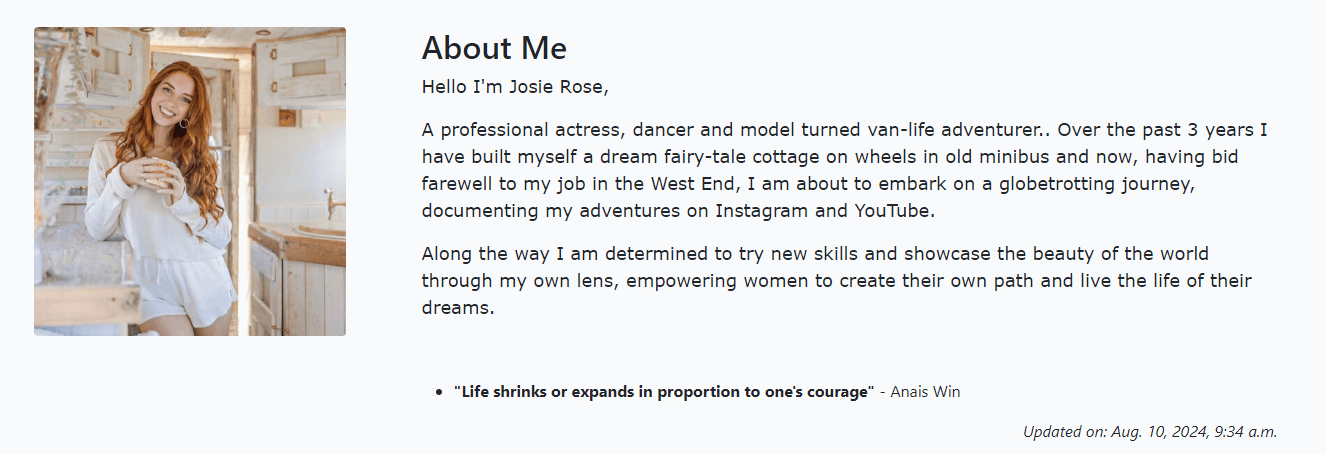 About Me
Hello I'm Josie Rose,
A professional actress, dancer and model turned van-life adventurer.. Over the past 3 years I
have built myself a dream fairy-tale cottage on wheels in old minibus and now, having bid
farewell to my job in the West End, I am about to embark on a globetrotting journey,
documenting my adventures on Instagram and YouTube.
Along the way I am determined to try new skills and showcase the beauty of the world
through my own lens, empowering women to create their own path and live the life of their
dreams.
• "Life shrinks or expands in proportion to one's courage" - Anais Win
Updated on: Aug. 10, 2024, 9:34 a.m.